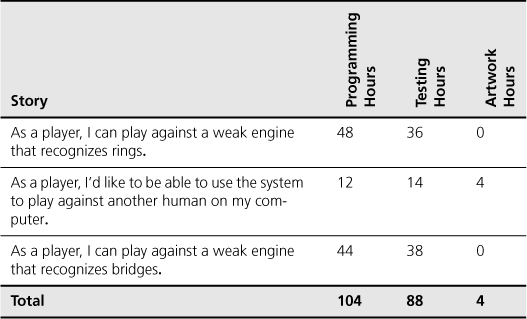 Story Programming Hours Testing Hours Artwork Hours
As a player, I can play against a weak engine 48 36 0
that recognizes rings.
As a player, I’d like to be able to use the system 12 14 4
to play against another human on my com-
puter.
As a player, I can play against a weak engine 44 38 0
that recognizes bridges.
Total 104 88 4